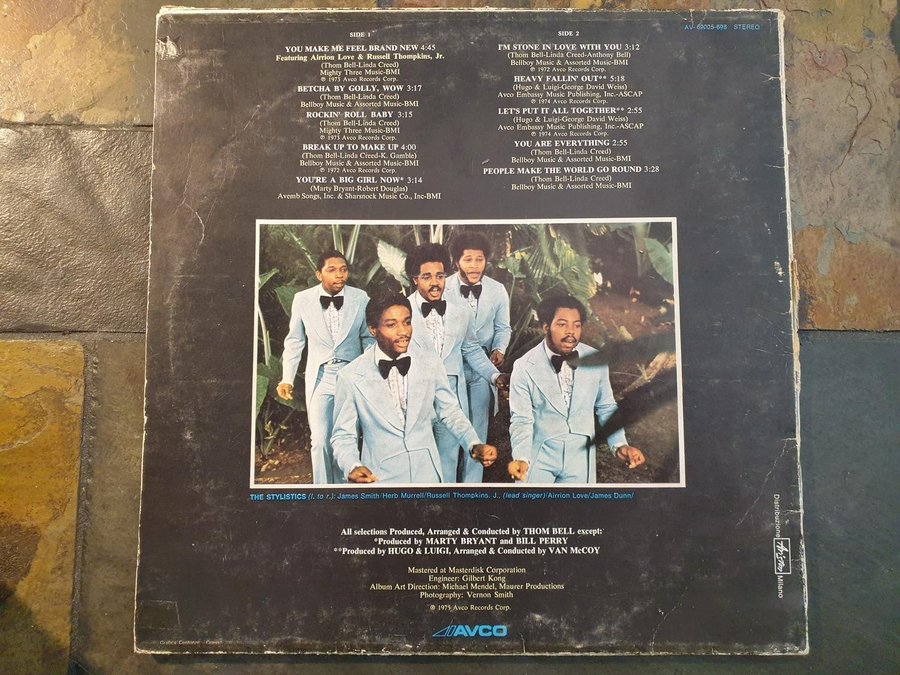 AV-69005-698 STEREO
SIDE 1
YOU MAKE ME FEEL BRAND NEW 4:45
Featuring Airrion Love & Russell Thompkins, Jr.
(Thom Bell-Linda Creed)
Mighty Three Music-BMI
℗ 1973 Avco Records Corp.
BETCHA BY GOLLY, WOW 3:17
(Thom Bell-Linda Creed)
Bellboy Music & Assorted Music-BMI
ROCKIN' ROLL BABY 3:15
(Thom Bell-Linda Creed)
Mighty Three Music-BMI
℗ 1973 Avco Records Corp.
BREAK UP TO MAKE UP 4:00
(Thom Bell-Linda Creed-K. Gamble)
Bellboy Music & Assorted Music-BMI
℗ 1972 Avco Records Corp.
YOU'RE A BIG GIRL NOW* 3:14
(Marty Bryant-Robert Douglas)
Avemb Songs, Inc. & Sharsnock Music Co., Inc-BMI
SIDE 2
I'M STONE IN LOVE WITH YOU 3:12
(Thom Bell-Linda Creed-Anthony Bell)
Bellboy Music & Assorted Music-BMI
℗ 1972 Avco Records Corp.
HEAVY FALLIN' OUT** 5:18
(Hugo & Luigi-George David Weiss)
Avco Embassy Music Publishing, Inc.-ASCAP
℗ 1974 Avco Records Corp.
LET'S PUT IT ALL TOGETHER** 2:55
(Hugo & Luigi-George David Weiss)
Avco Embassy Music Publishing, Inc.-ASCAP
℗ 1974 Avco Records Corp.
YOU ARE EVERYTHING 2:55
(Thom Bell-Linda Creed)
Bellboy Music & Assorted Music-BMI
PEOPLE MAKE THE WORLD GO ROUND 3:28
(Thom Bell-Linda Creed)
Bellboy Music & Assorted Music-BMI
THE STYLISTICS (l. to r.): James Smith/Herb Murrell/Russell Thompkins. J., (lead singer)/Airrion Love/James Dunn/
All selections Produced, Arranged & Conducted by THOM BELL except:
*Produced by MARTY BRYANT and BILL PERRY
**Produced by HUGO & LUIGI, Arranged & Conducted by VAN McCOY
Mastered at Masterdisk Corporation
Engineer: Gilbert Kong
Album Art Direction: Michael Mendel, Maurer Productions
Photography: Vernon Smith
℗ 1975 Avco Records Corp.
AVCO
Distribuzione Ariston Milano